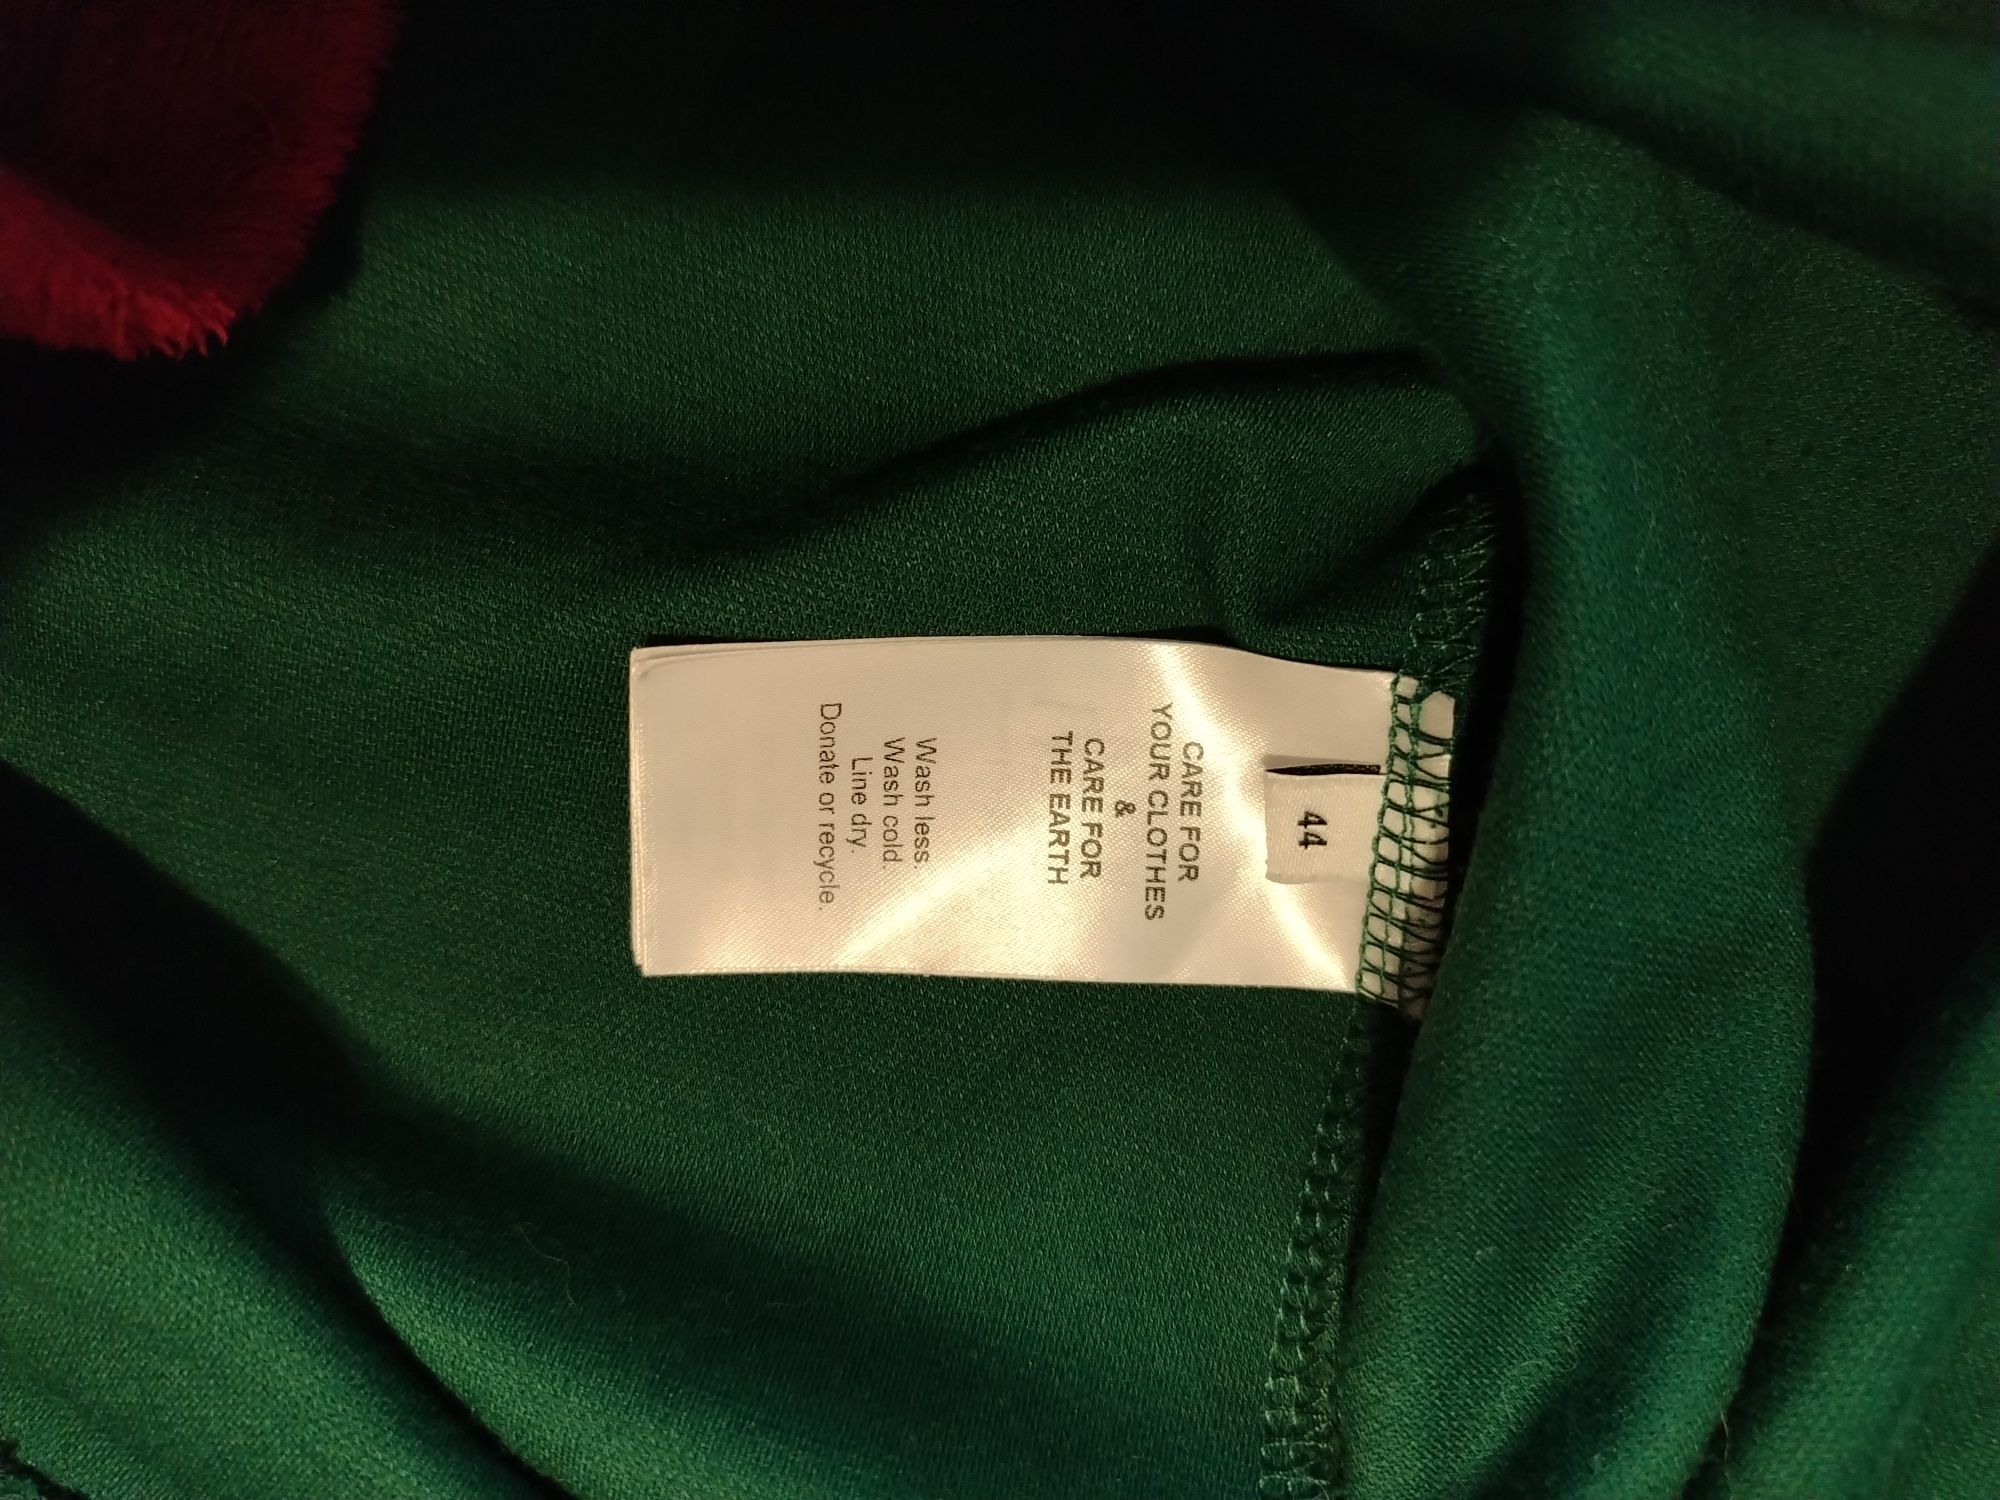 44
CARE FOR
YOUR CLOTHES
&
CARE FOR
THE EARTH
Wash less.
Wash cold.
Line dry.
Donate or recycle.